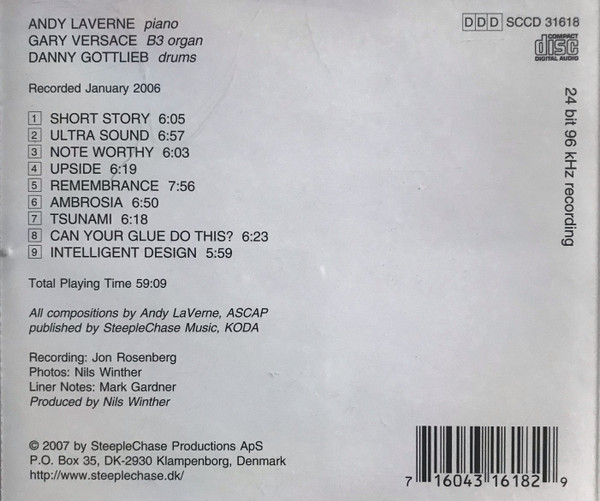 ANDY LAVERNE piano
GARY VERSACE B3 organ
DANNY GOTTLIEB drums
DDD SCCD 31618
COMPACT
disc
DIGITAL AUDIO
24 bit 96 kHz recording
Recorded January 2006
1 SHORT STORY 6:05
2 ULTRA SOUND 6:57
3 NOTE WORTHY 6:03
4 UPSIDE 6:19
5 REMEMBRANCE 7:56
6 AMBROSIA 6:50
7 TSUNAMI 6:18
8 CAN YOUR GLUE DO THIS? 6:23
9 INTELLIGENT DESIGN 5:59
Total Playing Time 59:09
All compositions by Andy LaVerne, ASCAP
published by SteepleChase Music, KODA
Recording: Jon Rosenberg
Photos: Nils Winther
Liner Notes: Mark Gardner
Produced by Nils Winther
© 2007 by SteepleChase Productions ApS
P.O. Box 35, DK-2930 Klampenborg, Denmark
http://www.steeplechase.dk/
7 16043 16182 9